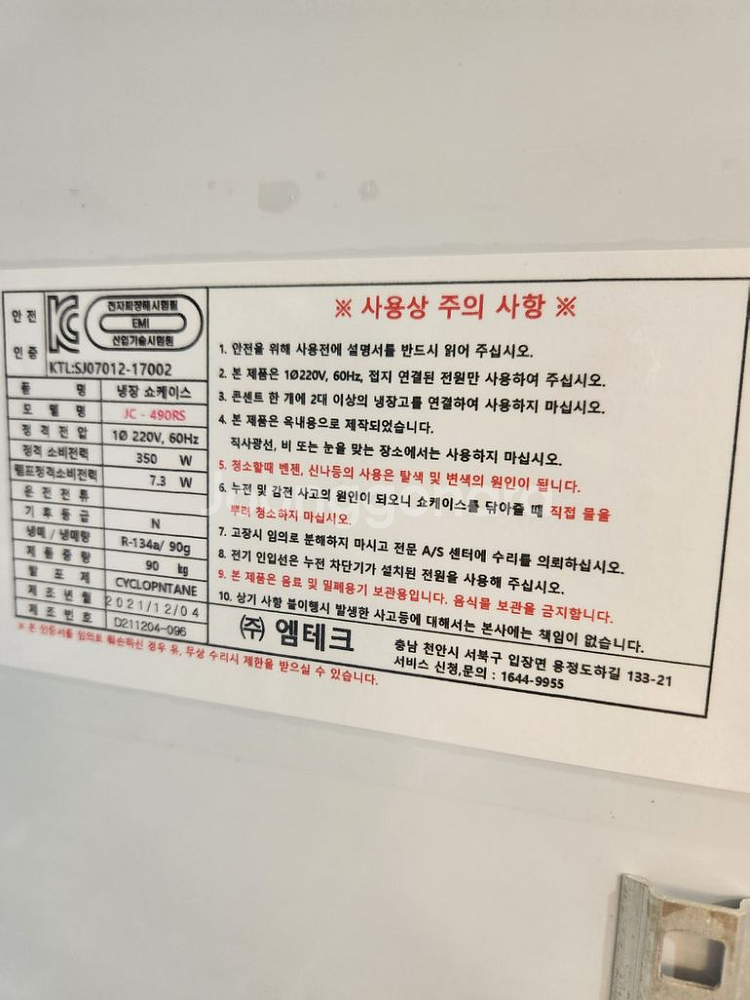 안전
인증
전자파장해시험필
EMI
산업기술시험원
KTL:SJ07012-17002
품 명 냉장 쇼케이스
모 델 명 JC - 490RS
정 격 전 압 1Ø 220V, 60Hz
정격 소비전력 350 W
램프정격소비전력 7.3 W
운 전 전 류
기 후 등 급 N
냉매 / 냉매량 R-134a/ 90g
제 품 중 량 90 kg
발 포 제 CYCLOPNTANE
제 조 년 월 2021/12/04
제 조 번 호 D211204-096
※ 본 인증서를 임의로 훼손하신 경우 유, 무상 수리시 제한을 받으실 수 있습니다.
※ 사용상 주의 사항 ※
1. 안전을 위해 사용전에 설명서를 반드시 읽어 주십시오.
2. 본 제품은 1Ø220V, 60Hz, 접지 연결된 전원만 사용하여 주십시오.
3. 콘센트 한 개에 2대 이상의 냉장고를 연결하여 사용하지 마십시오.
4. 본 제품은 옥내용으로 제작되었습니다.
직사광선, 비 또는 눈을 맞는 장소에서는 사용하지 마십시오.
5. 청소할때 벤젠, 신나등의 사용은 탈색 및 변색의 원인이 됩니다.
6. 누전 및 감전 사고의 원인이 되오니 쇼케이스를 닦아줄 때 직접 물을
뿌려 청소하지 마십시오.
7. 고장시 임의로 분해하지 마시고 전문 A/S 센터에 수리를 의뢰하십시오.
8. 전기 인입선은 누전 차단기가 설치된 전원을 사용해 주십시오.
9. 본 제품은 음료 및 밀폐용기 보관용입니다. 음식물 보관을 금지합니다.
10. 상기 사항 불이행시 발생한 사고등에 대해서는 본사에는 책임이 없습니다.
㈜ 엠테크
충남 천안시 서북구 입장면 용정도하길 133-21
서비스 신청,문의 : 1644-9955